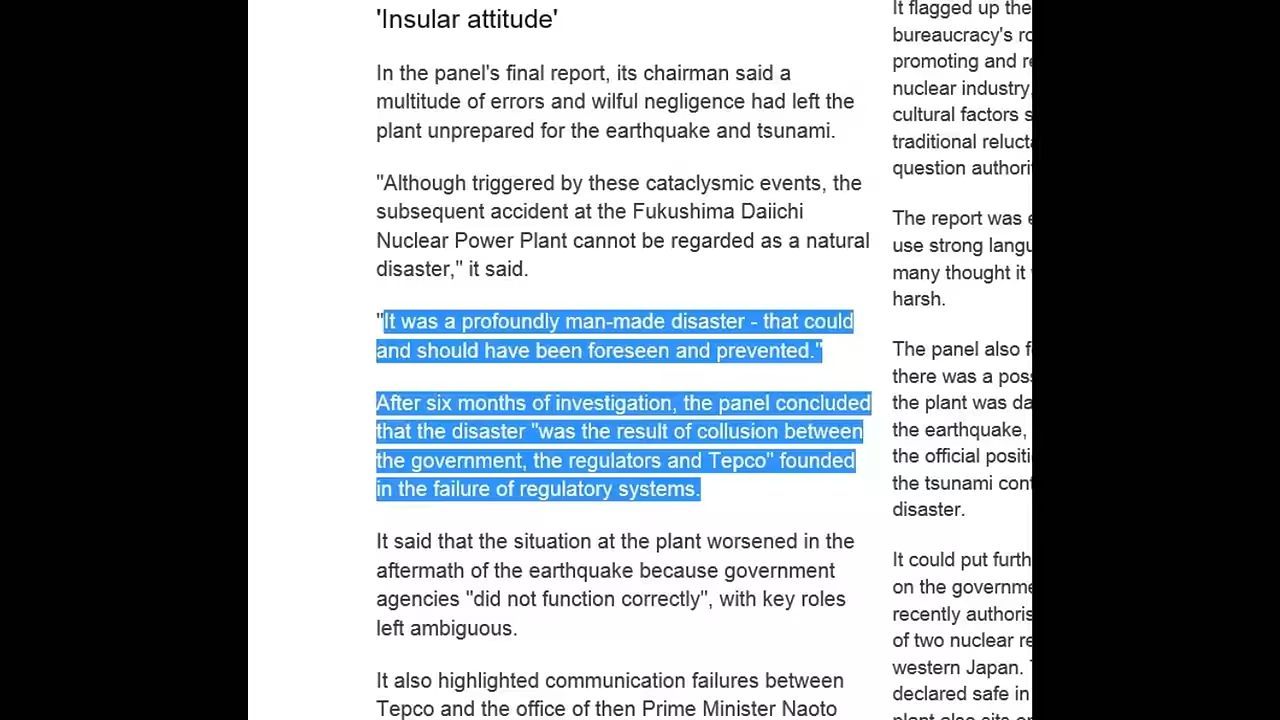 'Insular attitude'
In the panel's final report, its chairman said a
multitude of errors and wilful negligence had left the
plant unprepared for the earthquake and tsunami.
"Although triggered by these cataclysmic events, the
subsequent accident at the Fukushima Daiichi
Nuclear Power Plant cannot be regarded as a natural
disaster," it said.
"It was a profoundly man-made disaster - that could
and should have been foreseen and prevented."
After six months of investigation, the panel concluded
that the disaster "was the result of collusion between
the government, the regulators and Tepco" founded
in the failure of regulatory systems.
It said that the situation at the plant worsened in the
aftermath of the earthquake because government
agencies "did not function correctly", with key roles
left ambiguous.
It also highlighted communication failures between
Tepco and the office of then Prime Minister Naoto
It flagged up the
bureaucracy's
promoting and
nuclear industry
cultural factors
traditional
question
The report was
use strong
many thought it
harsh.
The panel also
there was a
the plant was
the earthquake,
the official
the tsunami
disaster.
It could put
on the
recently
of two nuclear
western Japan.
declared safe in
plant also sits